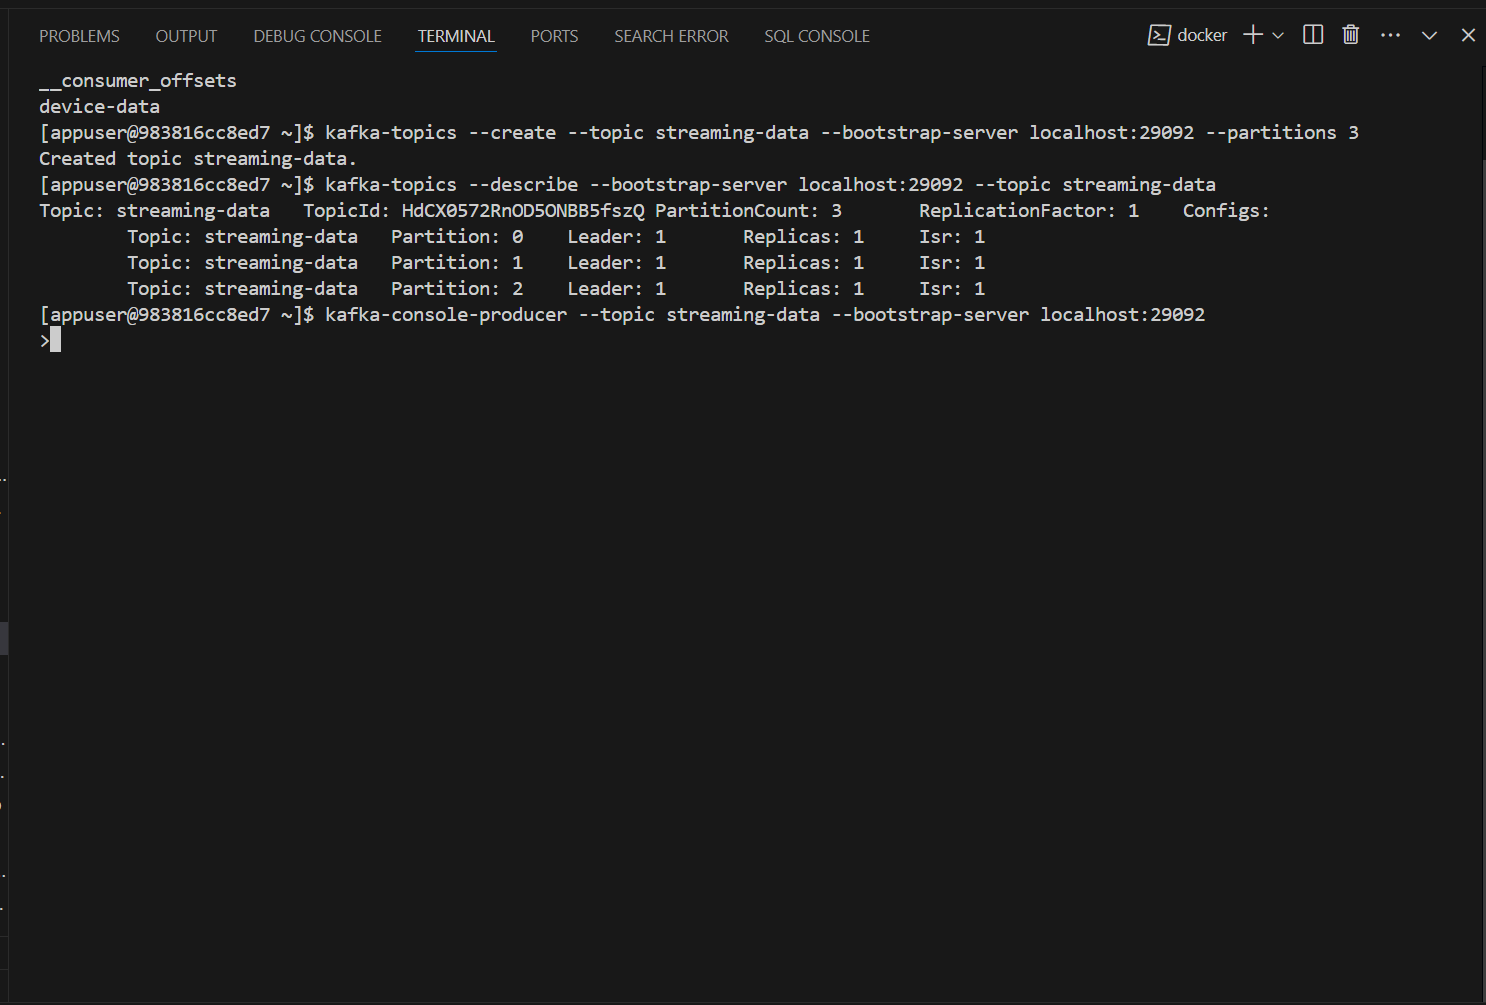 PROBLEMS OUTPUT DEBUG CONSOLE TERMINAL PORTS SEARCH ERROR SQL CONSOLE docker
__consumer_offsets
device-data
[appuser@983816cc8ed7 ~]$ kafka-topics --create --topic streaming-data --bootstrap-server localhost:29092 --partitions 3
Created topic streaming-data.
[appuser@983816cc8ed7 ~]$ kafka-topics --describe --bootstrap-server localhost:29092 --topic streaming-data
Topic: streaming-data TopicId: HdCX0572RnOD5ONBB5fszQ PartitionCount: 3 ReplicationFactor: 1 Configs:
Topic: streaming-data Partition: 0 Leader: 1 Replicas: 1 Isr: 1
Topic: streaming-data Partition: 1 Leader: 1 Replicas: 1 Isr: 1
Topic: streaming-data Partition: 2 Leader: 1 Replicas: 1 Isr: 1
[appuser@983816cc8ed7 ~]$ kafka-console-producer --topic streaming-data --bootstrap-server localhost:29092
>